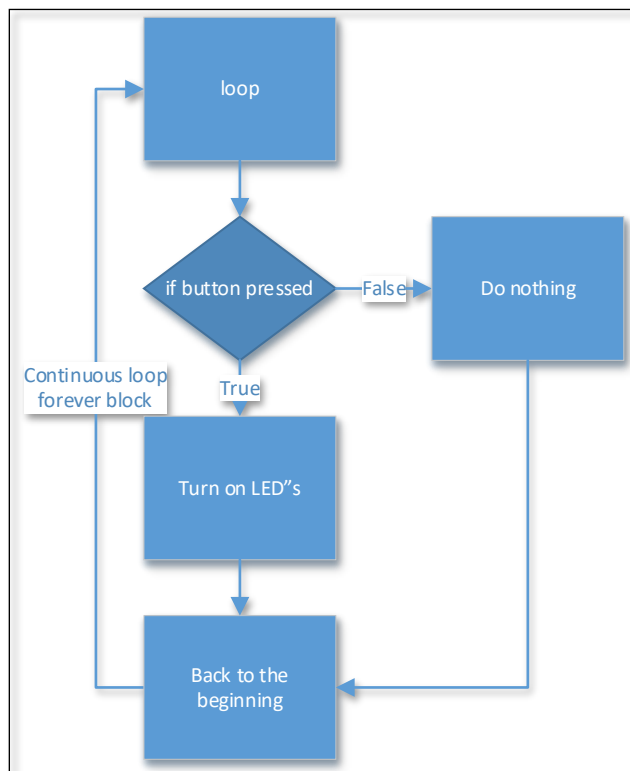 loop
if button pressed
False
Do nothing
Continuous loop
forever block
True
Turn on LED”s
Back to the
beginning